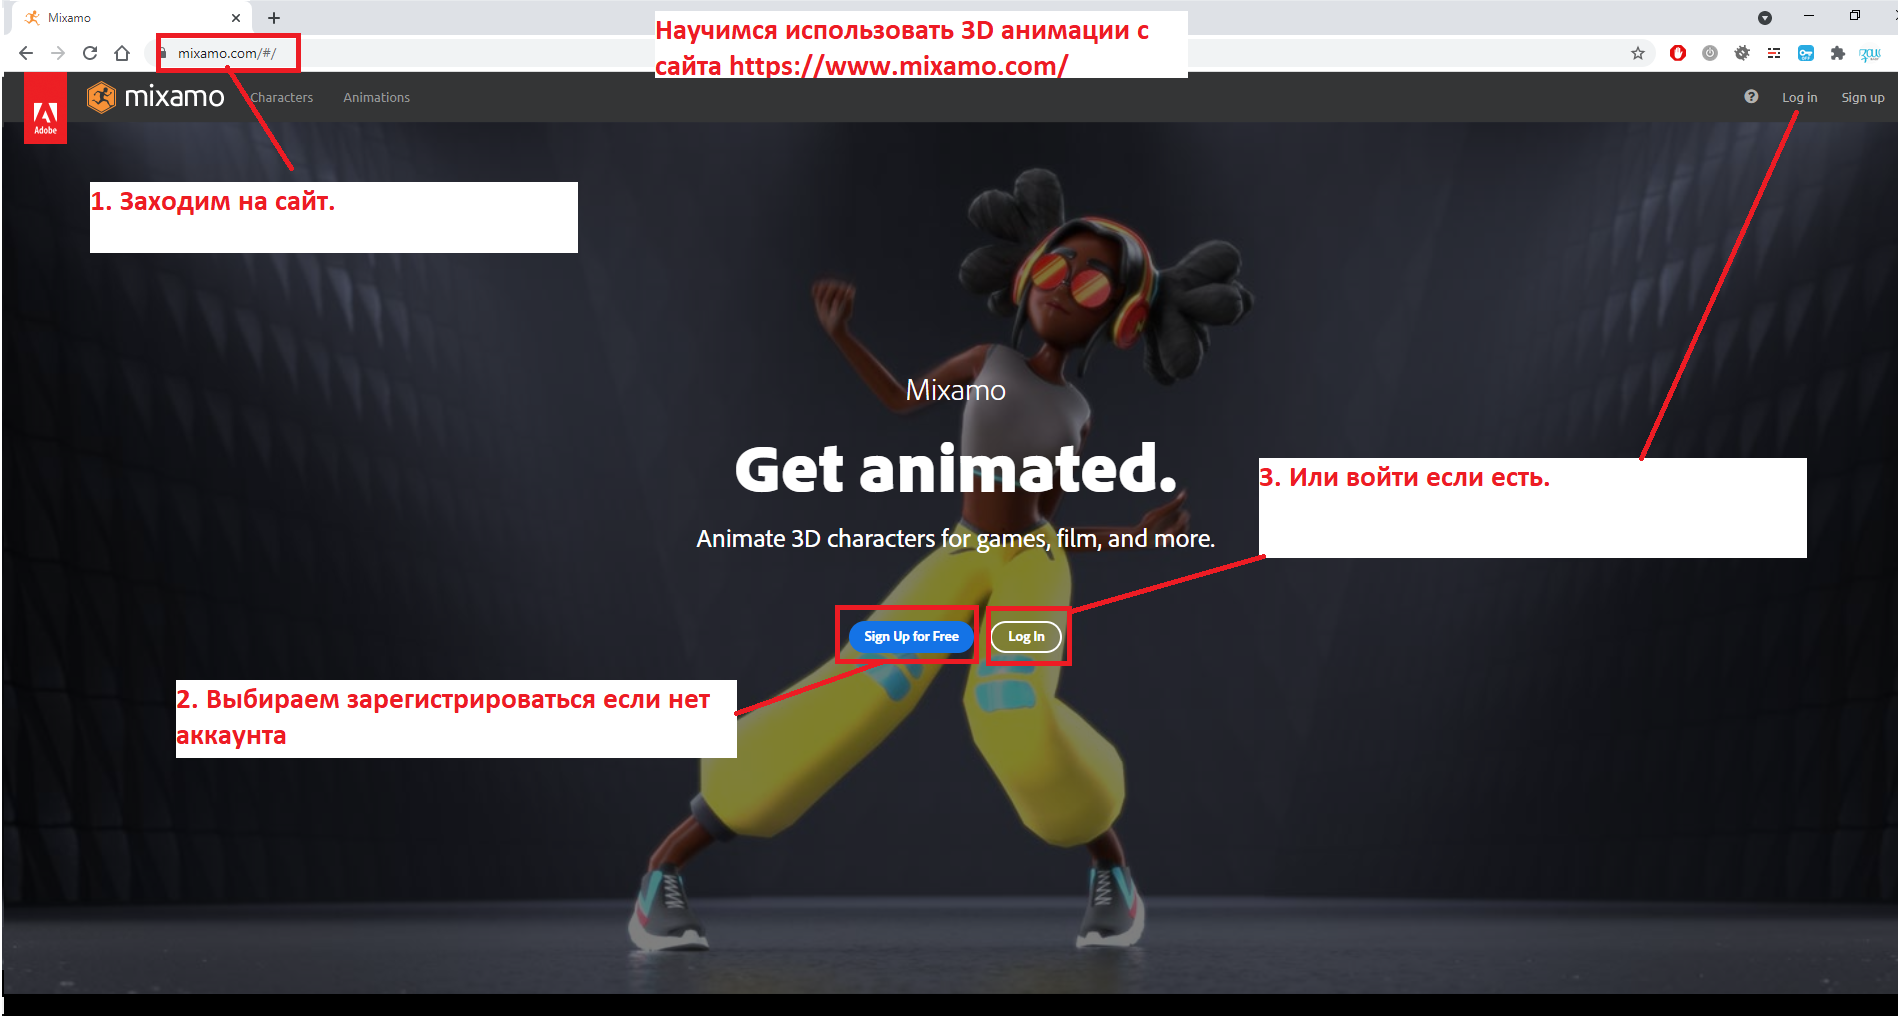 Mixamo
Научимся использовать 3D анимации с
сайта https://www.mixamo.com/
mixamo.com/#/
Adobe
mixamo
Characters
Animations
Log in
Sign up
1. Заходим на сайт.
Mixamo
Get animated.
3. Или войти если есть.
Animate 3D characters for games, film, and more.
Sign Up for Free
Log In
2. Выбираем зарегистрироваться если нет
аккаунта